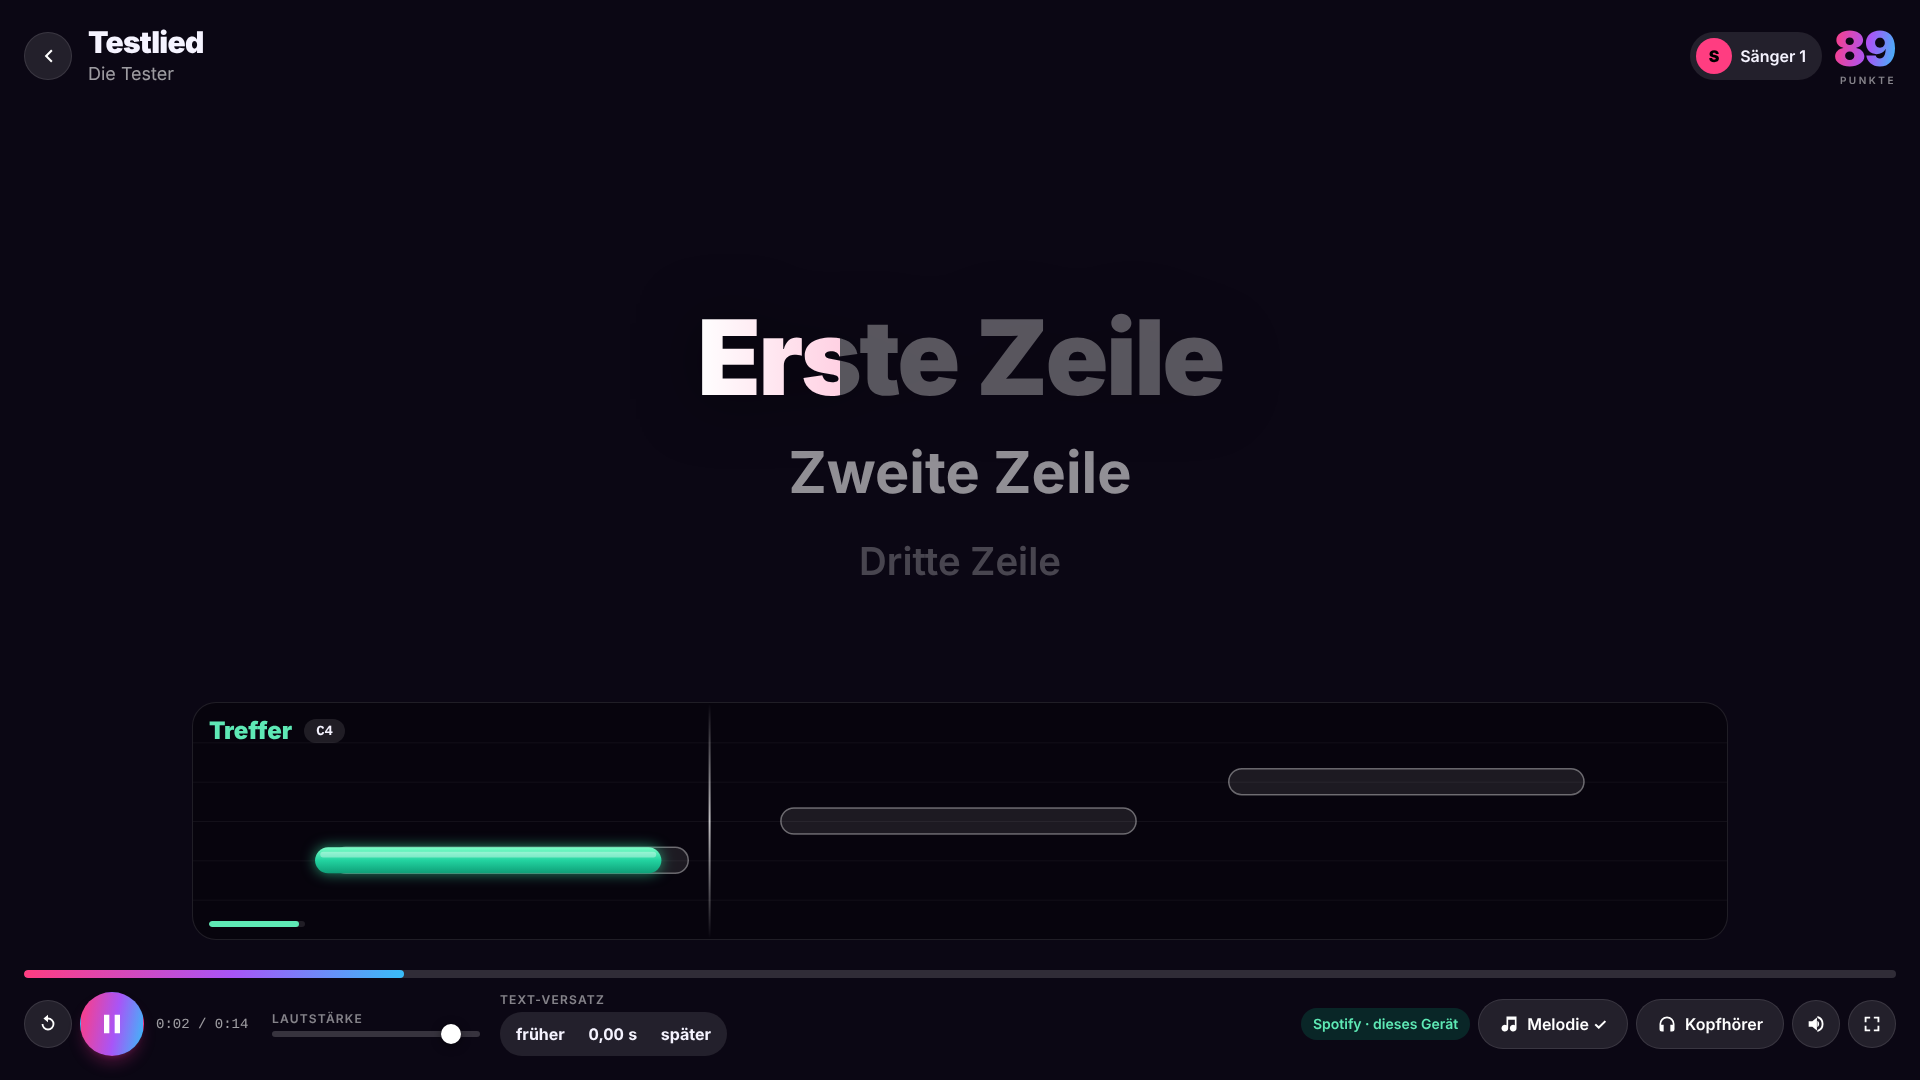 Testlied
Die Tester
S Sänger 1
89
PUNKTE
Erste Zeile
Zweite Zeile
Dritte Zeile
Treffer C4
0:02 / 0:14
LAUTSTÄRKE
TEXT-VERSATZ
früher 0,00 s später
Spotify · dieses Gerät
Melodie ✓
Kopfhörer